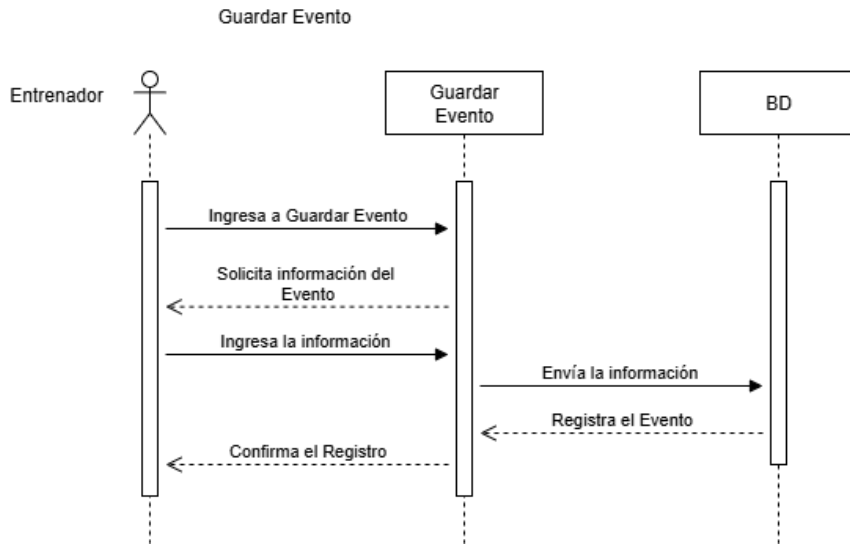 Guardar Evento
Entrenador
Guardar
Evento
BD
Ingresa a Guardar Evento
Solicita información del
Evento
Ingresa la información
Envía la información
Registra el Evento
Confirma el Registro